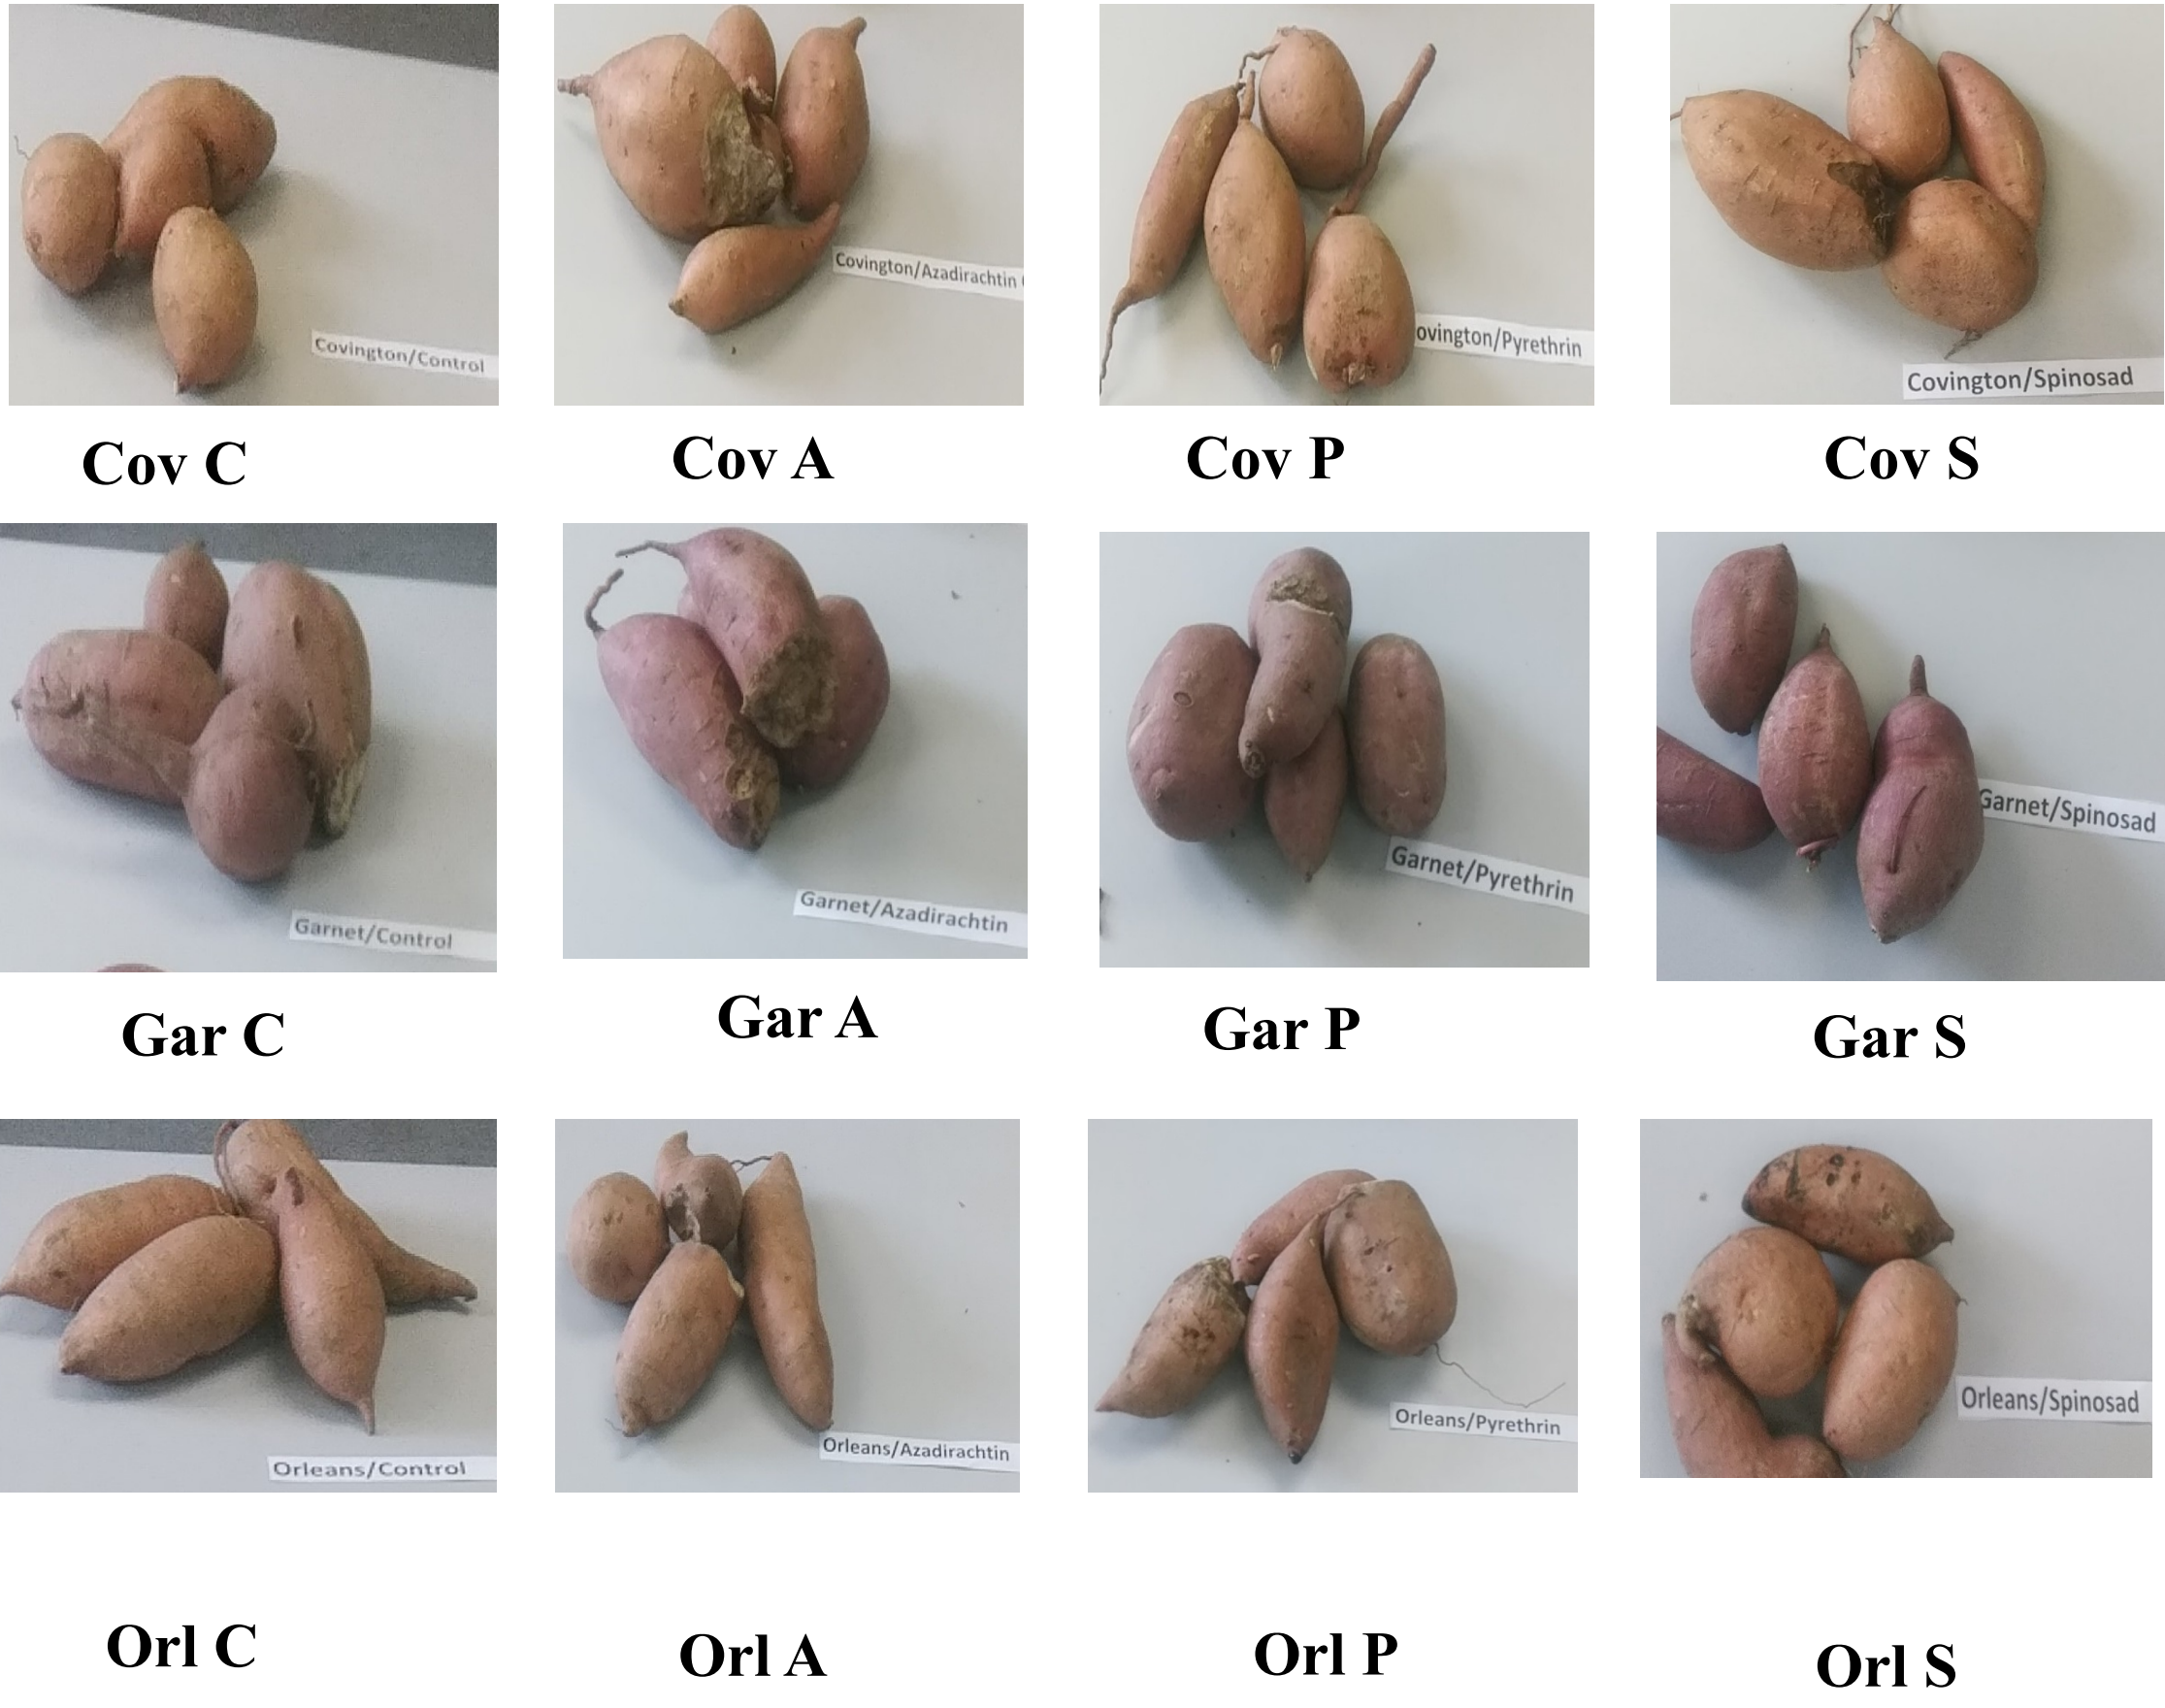 Covington/Control
Covington/Azadirachtin
ovington/Pyrethrin
Covington/Spinosad
Cov C
Cov A
Cov P
Cov S
Garnet/Control
Garnet/Azadirachtin
Garnet/Pyrethrin
Garnet/Spinosad
Gar C
Gar A
Gar P
Gar S
Orleans/Control
Orleans/Azadirachtin
Orleans/Pyrethrin
Orleans/Spinosad
Orl C
Orl A
Orl P
Orl S